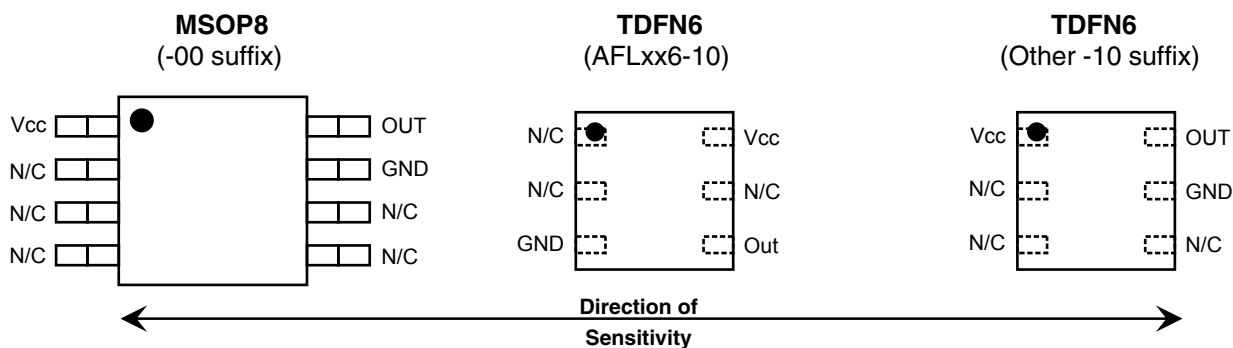 MSOP8
(-00 suffix)
Vcc
N/C
N/C
N/C
OUT
GND
N/C
N/C
TDFN6
(AFLxx6-10)
N/C
N/C
GND
Vcc
N/C
Out
TDFN6
(Other -10 suffix)
Vcc
N/C
N/C
OUT
GND
N/C
Direction of
Sensitivity